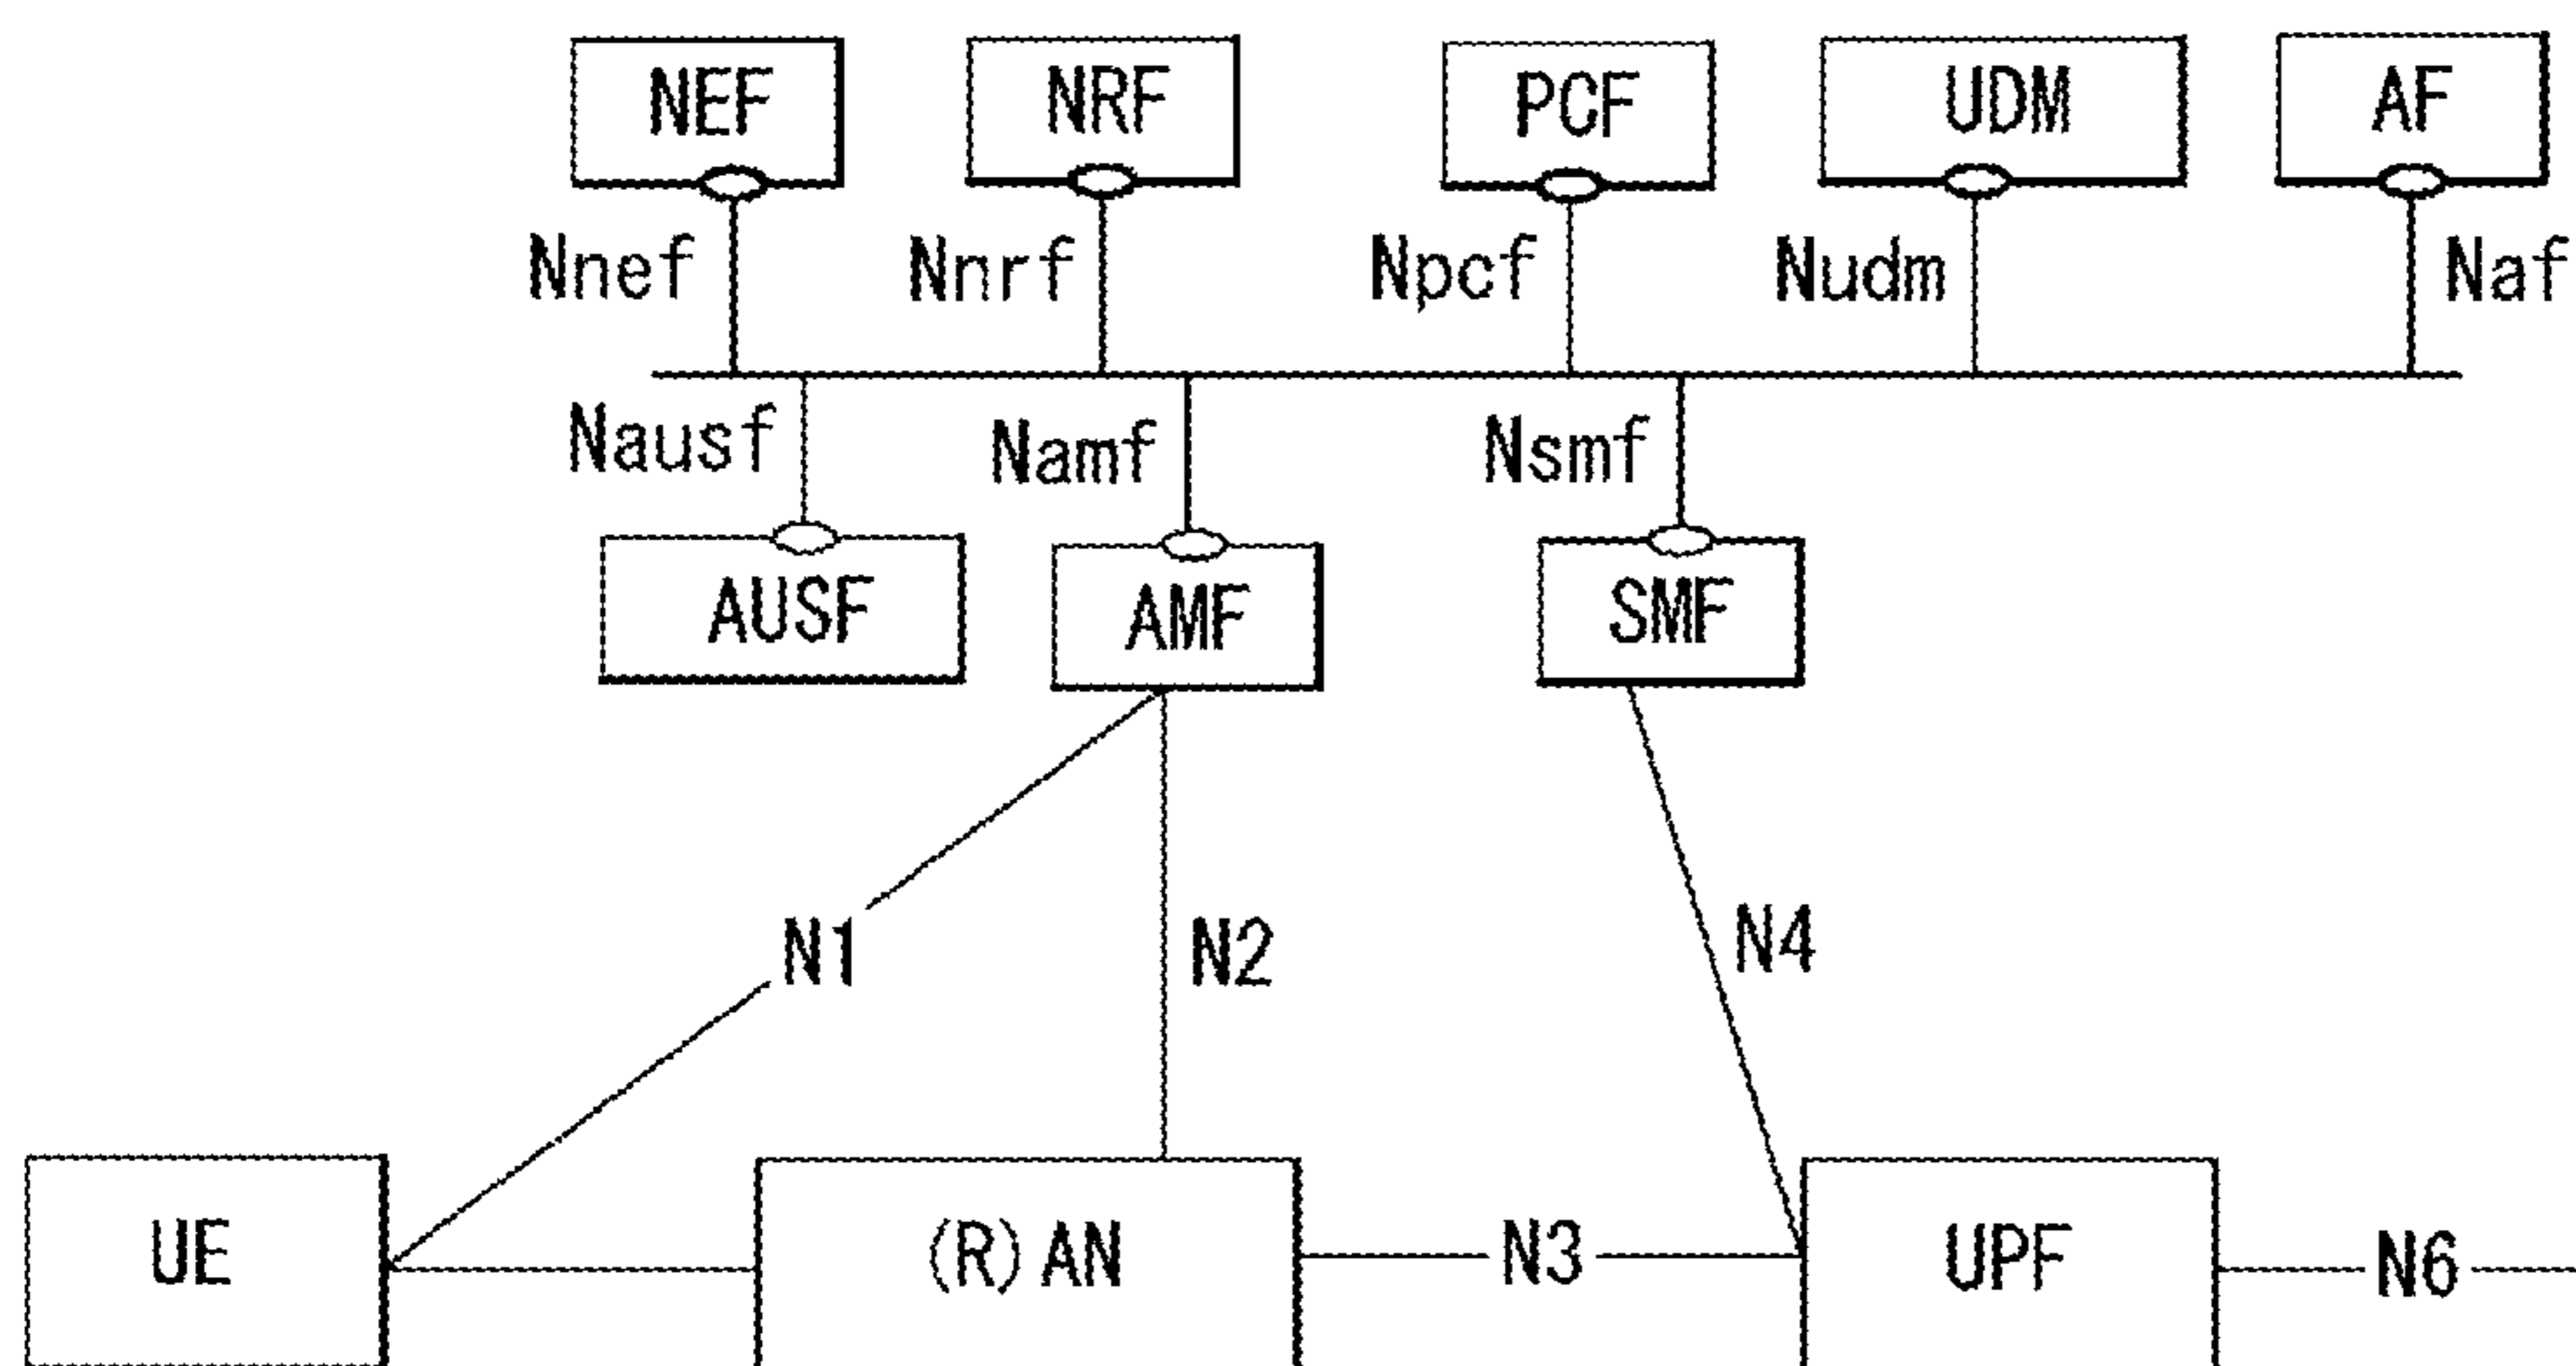 NEF NRF PCF UDM AF
Nnef Nnrf Npcf Nudm Naf
Nausf Namf Nsmf
AUSF AMF SMF
N1 N2 N4
UE (R)AN N3 UPF N6